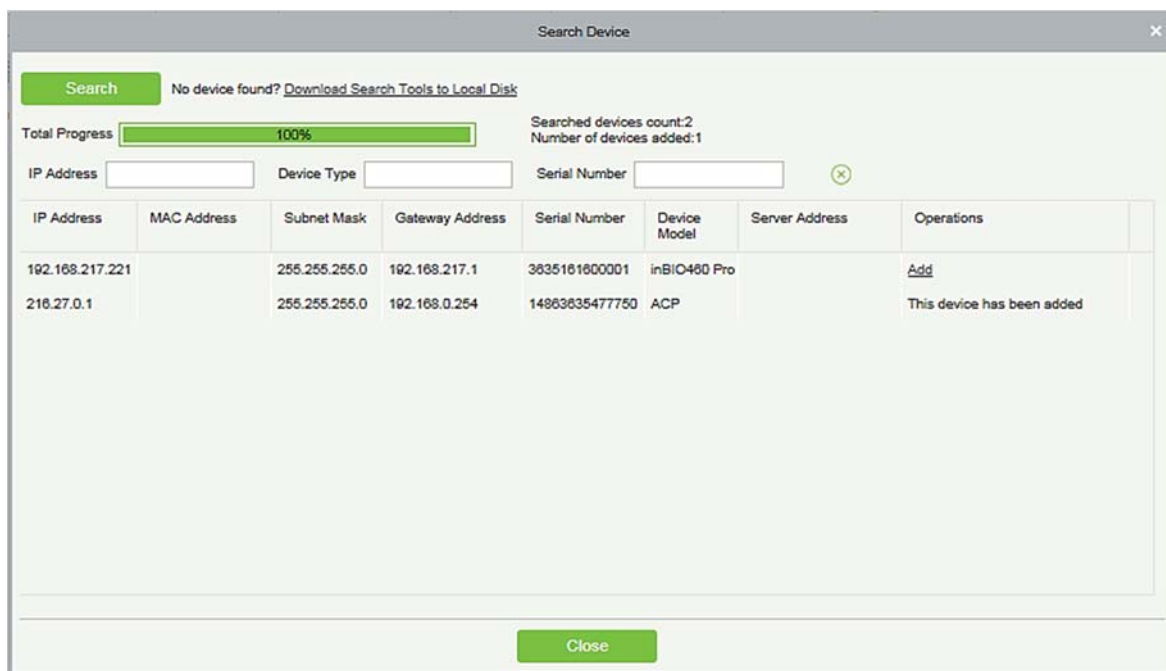 Search Device
Search No device found? Download Search Tools to Local Disk
Total Progress 100% Searched devices count:2
Number of devices added:1
IP Address Device Type Serial Number
IP Address MAC Address Subnet Mask Gateway Address Serial Number Device Model Server Address Operations
192.168.217.221 255.255.255.0 192.168.217.1 3635161600001 inBIO460 Pro Add
216.27.0.1 255.255.255.0 192.168.0.254 14863635477750 ACP This device has been added
Close